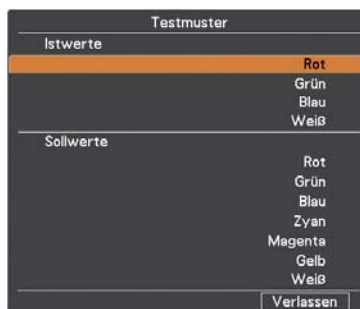 Testmuster
Istwerte
Rot
Grün
Blau
Weiß
Sollwerte
Rot
Grün
Blau
Zyan
Magenta
Gelb
Weiß
Verlassen